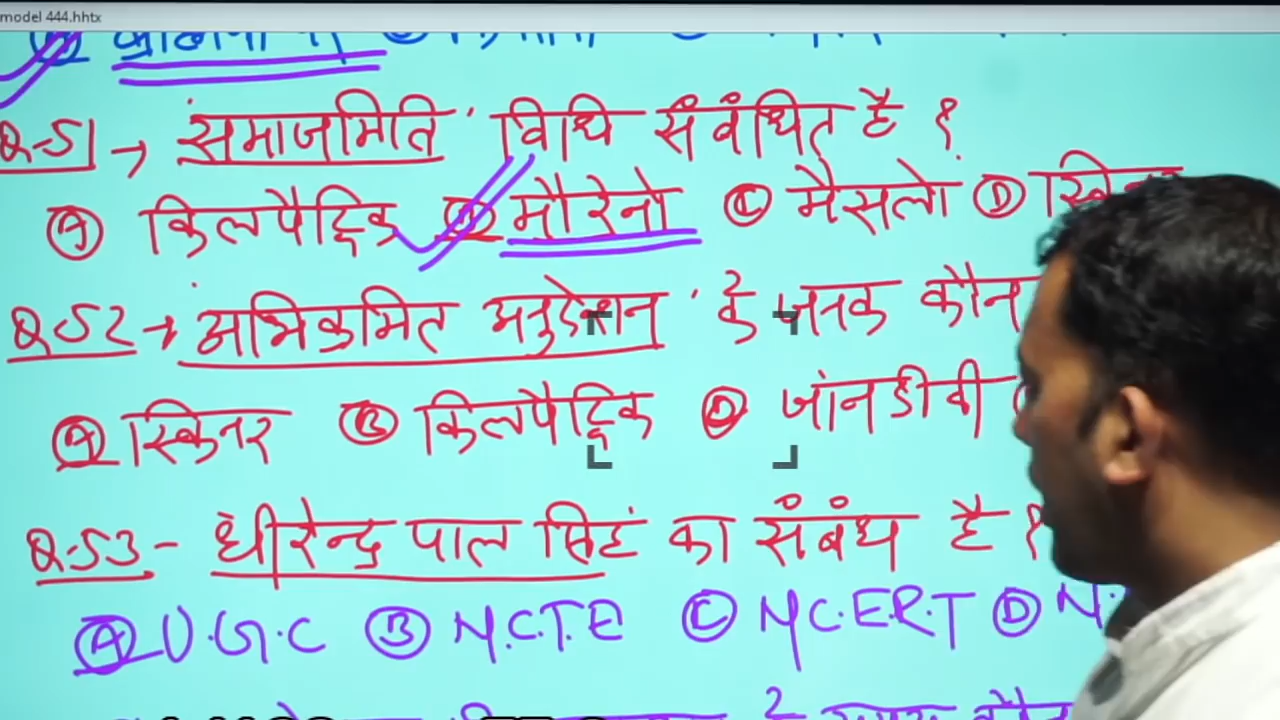 model 444.hhtx
Q-51 → समाजमिति' विधि संबंधित है ?
Ⓐ किलपैट्रिक Ⓑ मौरेनो Ⓒ मैसलो Ⓓ
Q-52 → अभिक्रमित अनुदेशन' के जनक कौन
Ⓐ स्किनर Ⓑ किलपैट्रिक Ⓓ जॉनडीवी
Q-53 - धीरेन्द्र पाल सिहं का संबंध है ?
Ⓐ U.G.C Ⓑ N.C.T.E Ⓒ N.C.E.R.T Ⓓ N.